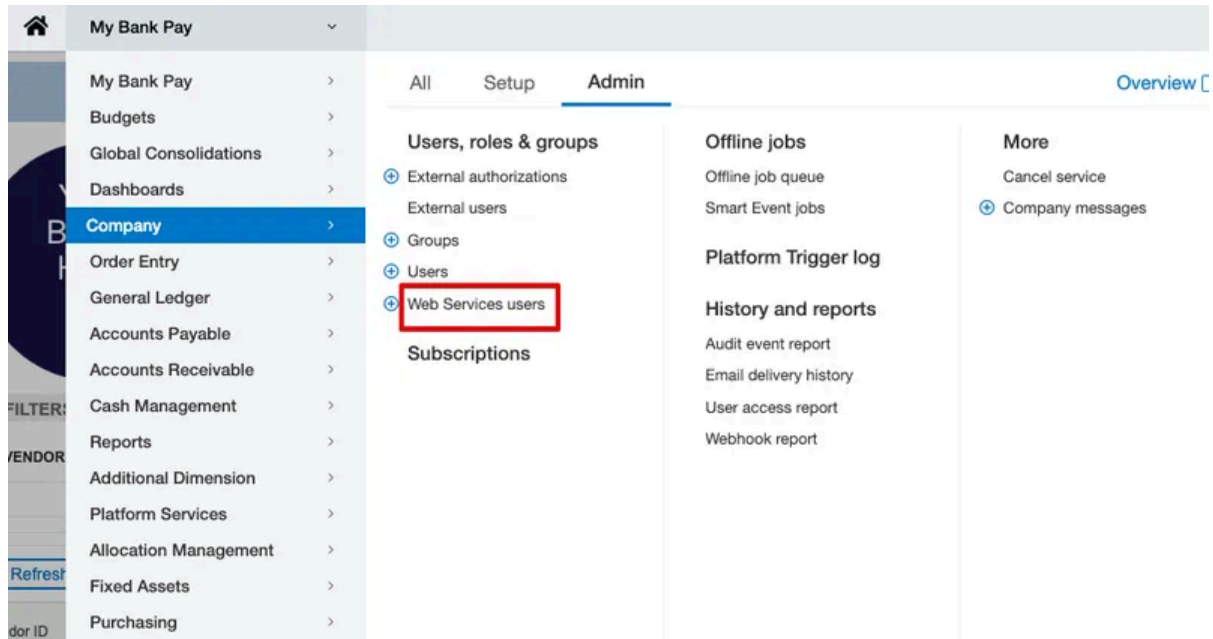 My Bank Pay
My Bank Pay
Budgets
Global Consolidations
Dashboards
Company
Order Entry
General Ledger
Accounts Payable
Accounts Receivable
Cash Management
Reports
Additional Dimension
Platform Services
Allocation Management
Fixed Assets
Purchasing
FILTERS
VENDOR
Refresh
dor ID
All Setup Admin
Overview
Users, roles & groups
External authorizations
External users
Groups
Users
Web Services users
Subscriptions
Offline jobs
Offline job queue
Smart Event jobs
Platform Trigger log
History and reports
Audit event report
Email delivery history
User access report
Webhook report
More
Cancel service
Company messages